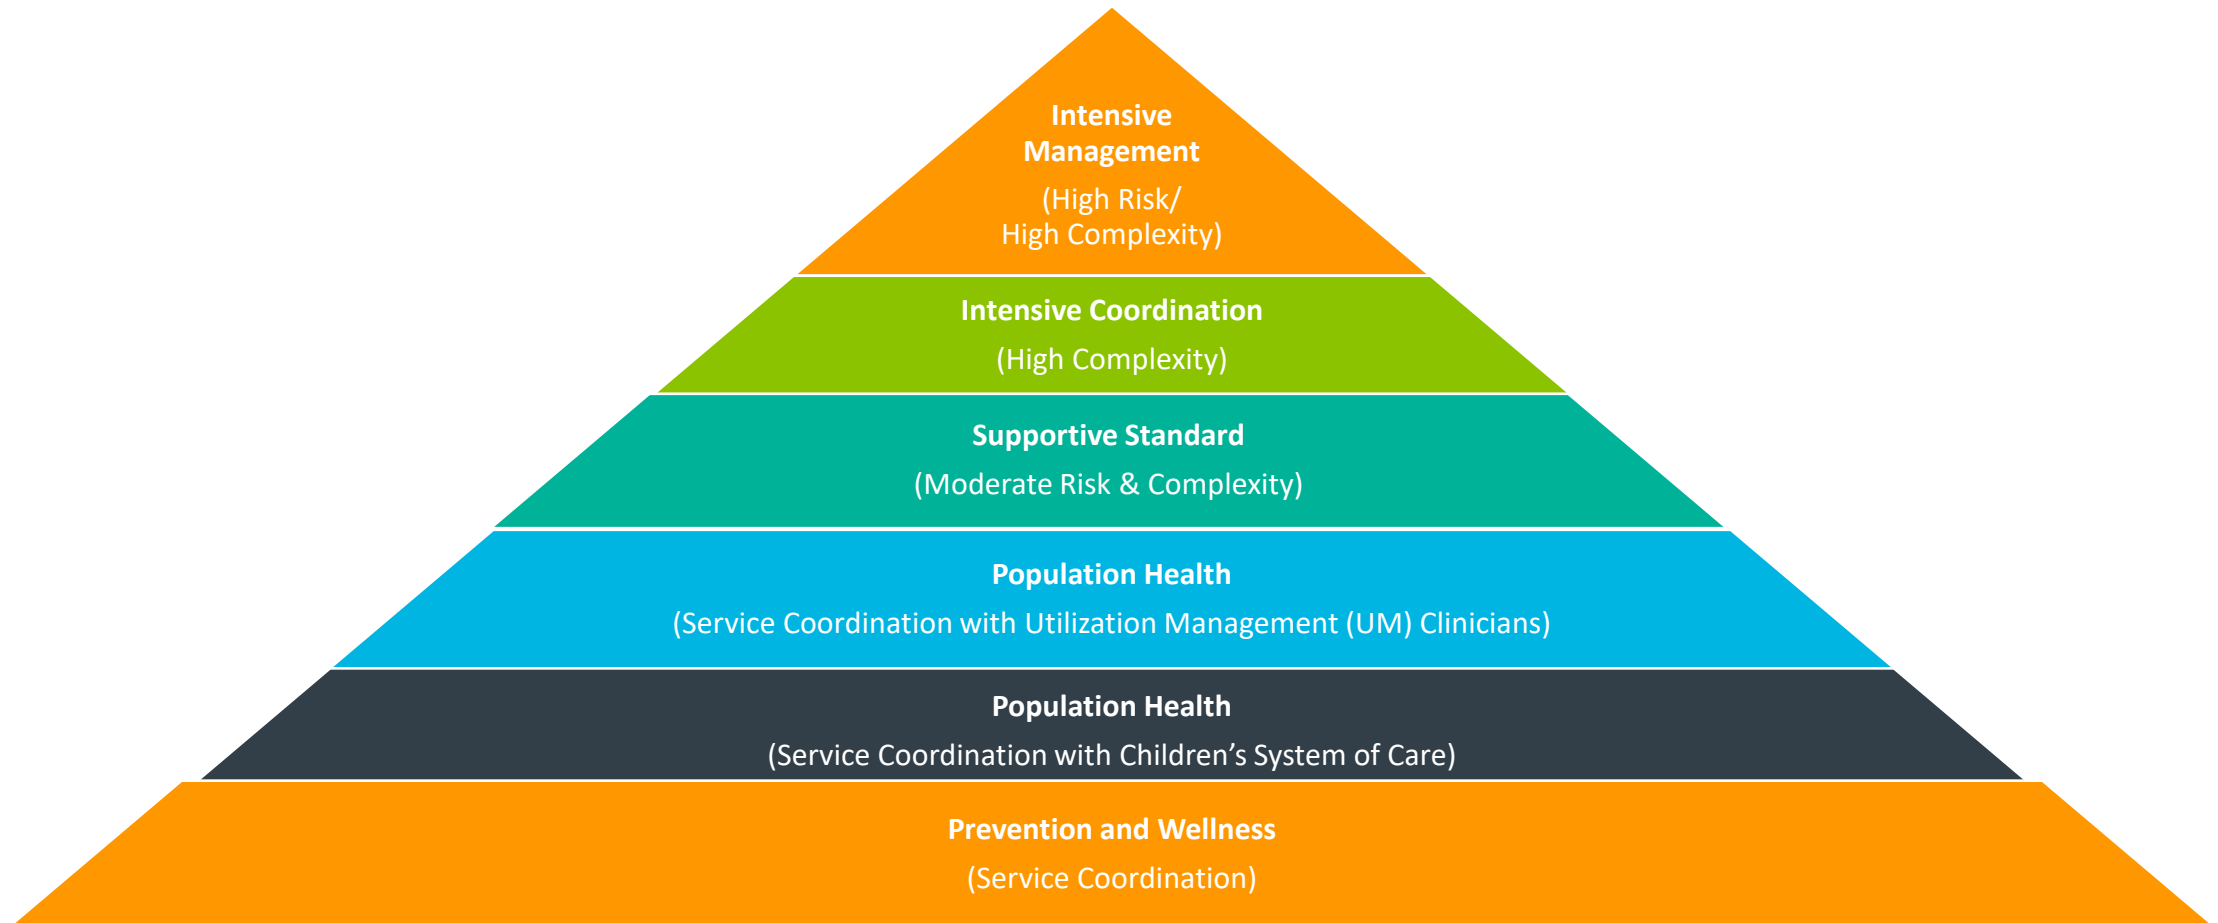 Intensive
Management
(High Risk/
High Complexity)
Intensive Coordination
(High Complexity)
Supportive Standard
(Moderate Risk & Complexity)
Population Health
(Service Coordination with Utilization Management (UM) Clinicians)
Population Health
(Service Coordination with Children’s System of Care)
Prevention and Wellness
(Service Coordination)